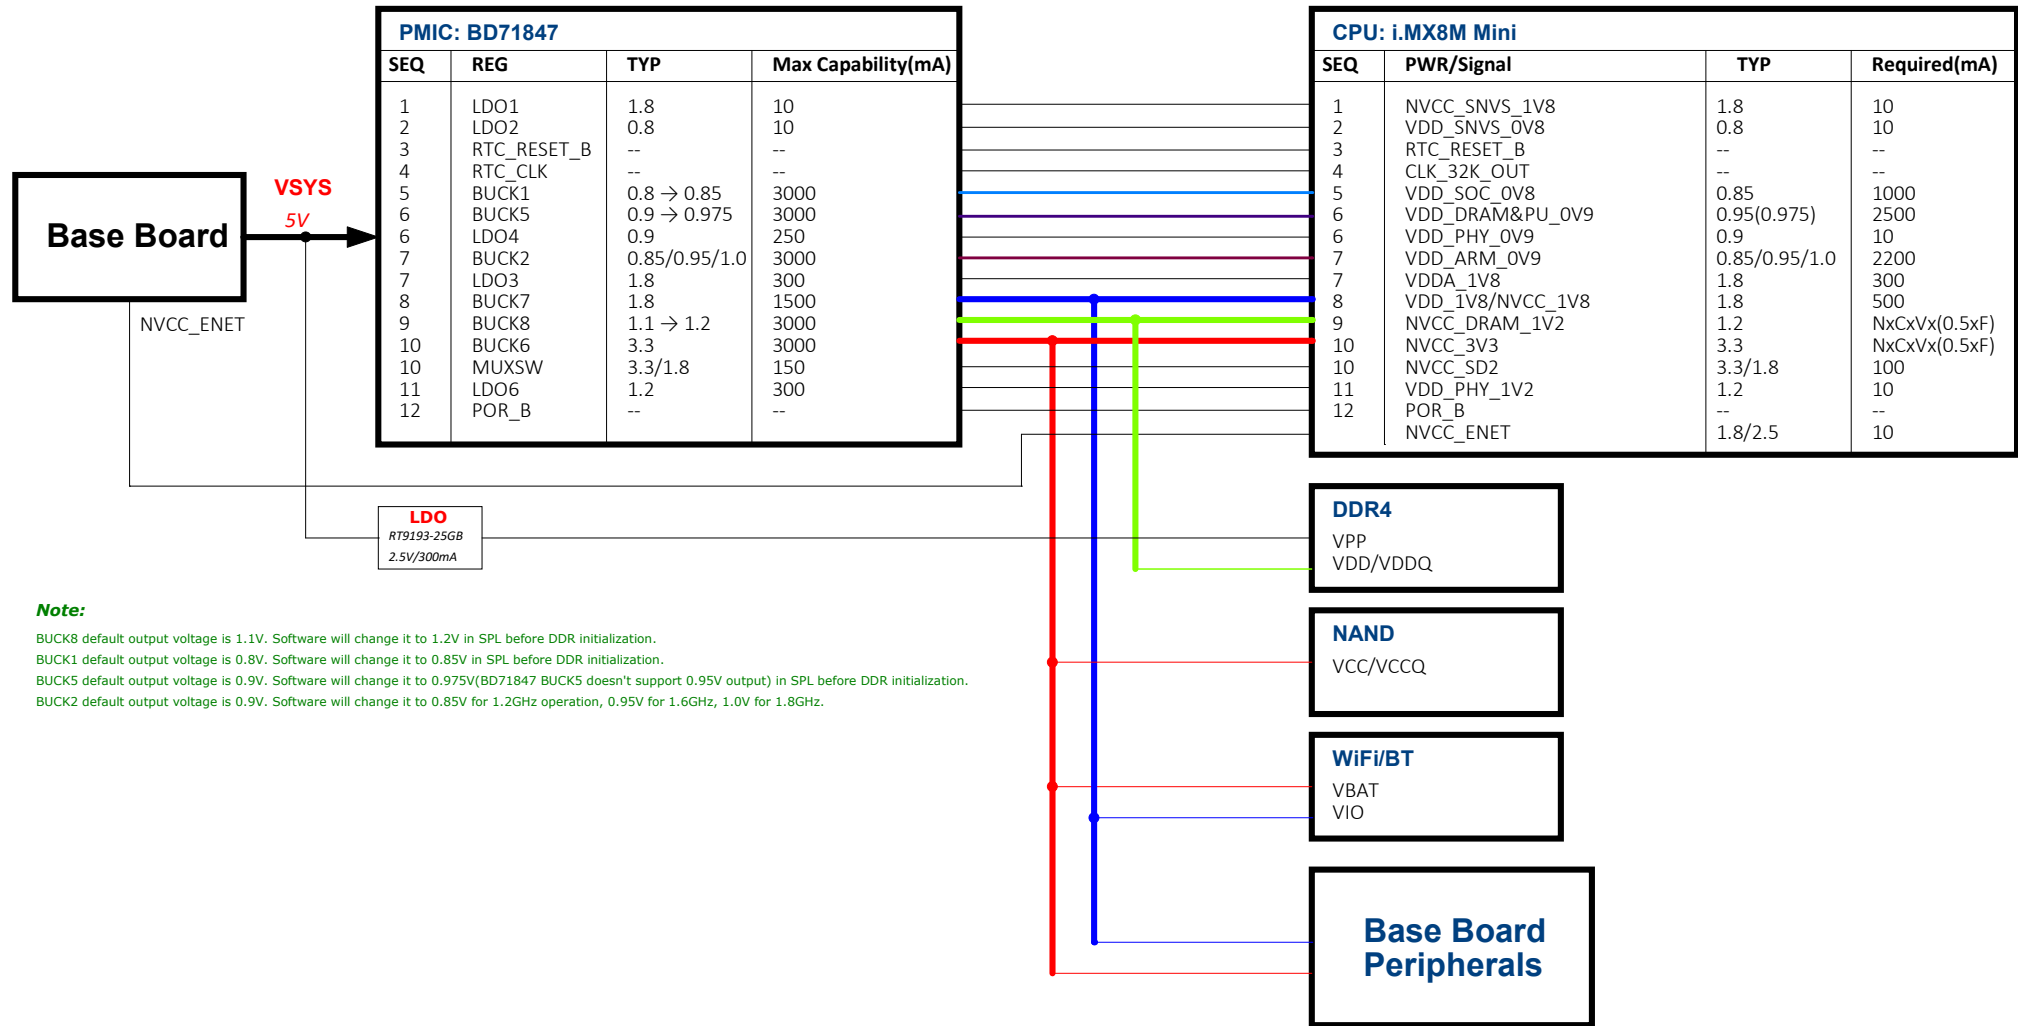 PMIC: BD71847
SEQ REG TYP Max Capability(mA)
1 LDO1 1.8 10
2 LDO2 0.8 10
3 RTC_RESET_B -- --
4 RTC_CLK -- --
5 BUCK1 0.8 → 0.85 3000
6 BUCK5 0.9 → 0.975 3000
6 LDO4 0.9 250
7 BUCK2 0.85/0.95/1.0 3000
7 LDO3 1.8 300
8 BUCK7 1.8 1500
9 BUCK8 1.1 → 1.2 3000
10 BUCK6 3.3 3000
10 MUXSW 3.3/1.8 150
11 LDO6 1.2 300
12 POR_B -- --
CPU: i.MX8M Mini
SEQ PWR/Signal TYP Required(mA)
1 NVCC_SNVS_1V8 1.8 10
2 VDD_SNVS_0V8 0.8 10
3 RTC_RESET_B -- --
4 CLK_32K_OUT -- --
5 VDD_SOC_0V8 0.85 1000
6 VDD_DRAM&PU_0V9 0.95(0.975) 2500
6 VDD_PHY_0V9 0.9 10
7 VDD_ARM_0V9 0.85/0.95/1.0 2200
7 VDDA_1V8 1.8 300
8 VDD_1V8/NVCC_1V8 1.8 500
9 NVCC_DRAM_1V2 1.2 NxCxVx(0.5xF)
10 NVCC_3V3 3.3 NxCxVx(0.5xF)
10 NVCC_SD2 3.3/1.8 100
11 VDD_PHY_1V2 1.2 10
12 POR_B -- --
NVCC_ENET 1.8/2.5 10
Base Board
VSYS
5V
NVCC_ENET
LDO
RT9193-25GB
2.5V/300mA
DDR4
VPP
VDD/VDDQ
NAND
VCC/VCCQ
WiFi/BT
VBAT
VIO
Base Board
Peripherals
Note:
BUCK8 default output voltage is 1.1V. Software will change it to 1.2V in SPL before DDR initialization.
BUCK1 default output voltage is 0.8V. Software will change it to 0.85V in SPL before DDR initialization.
BUCK5 default output voltage is 0.9V. Software will change it to 0.975V(BD71847 BUCK5 doesn't support 0.95V output) in SPL before DDR initialization.
BUCK2 default output voltage is 0.9V. Software will change it to 0.85V for 1.2GHz operation, 0.95V for 1.6GHz, 1.0V for 1.8GHz.